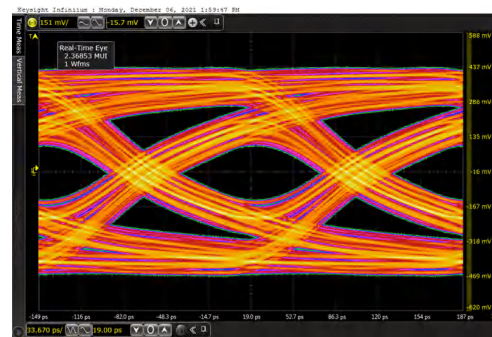 Keysight Infiniium : Monday, December 06, 2021 1:59:47 PM
151 mV/ -15.7 mV
Time Meas
Vertical Meas
Real-Time Eye
2.36853 MUI
1 Wfms
588 mV
437 mV
286 mV
135 mV
-16 mV
-167 mV
-318 mV
-469 mV
-620 mV
-149 ps -116 ps -82.0 ps -48.3 ps -14.7 ps 19.0 ps 52.7 ps 86.3 ps 120 ps 154 ps 187 ps
33.670 ps/ 19.00 ps